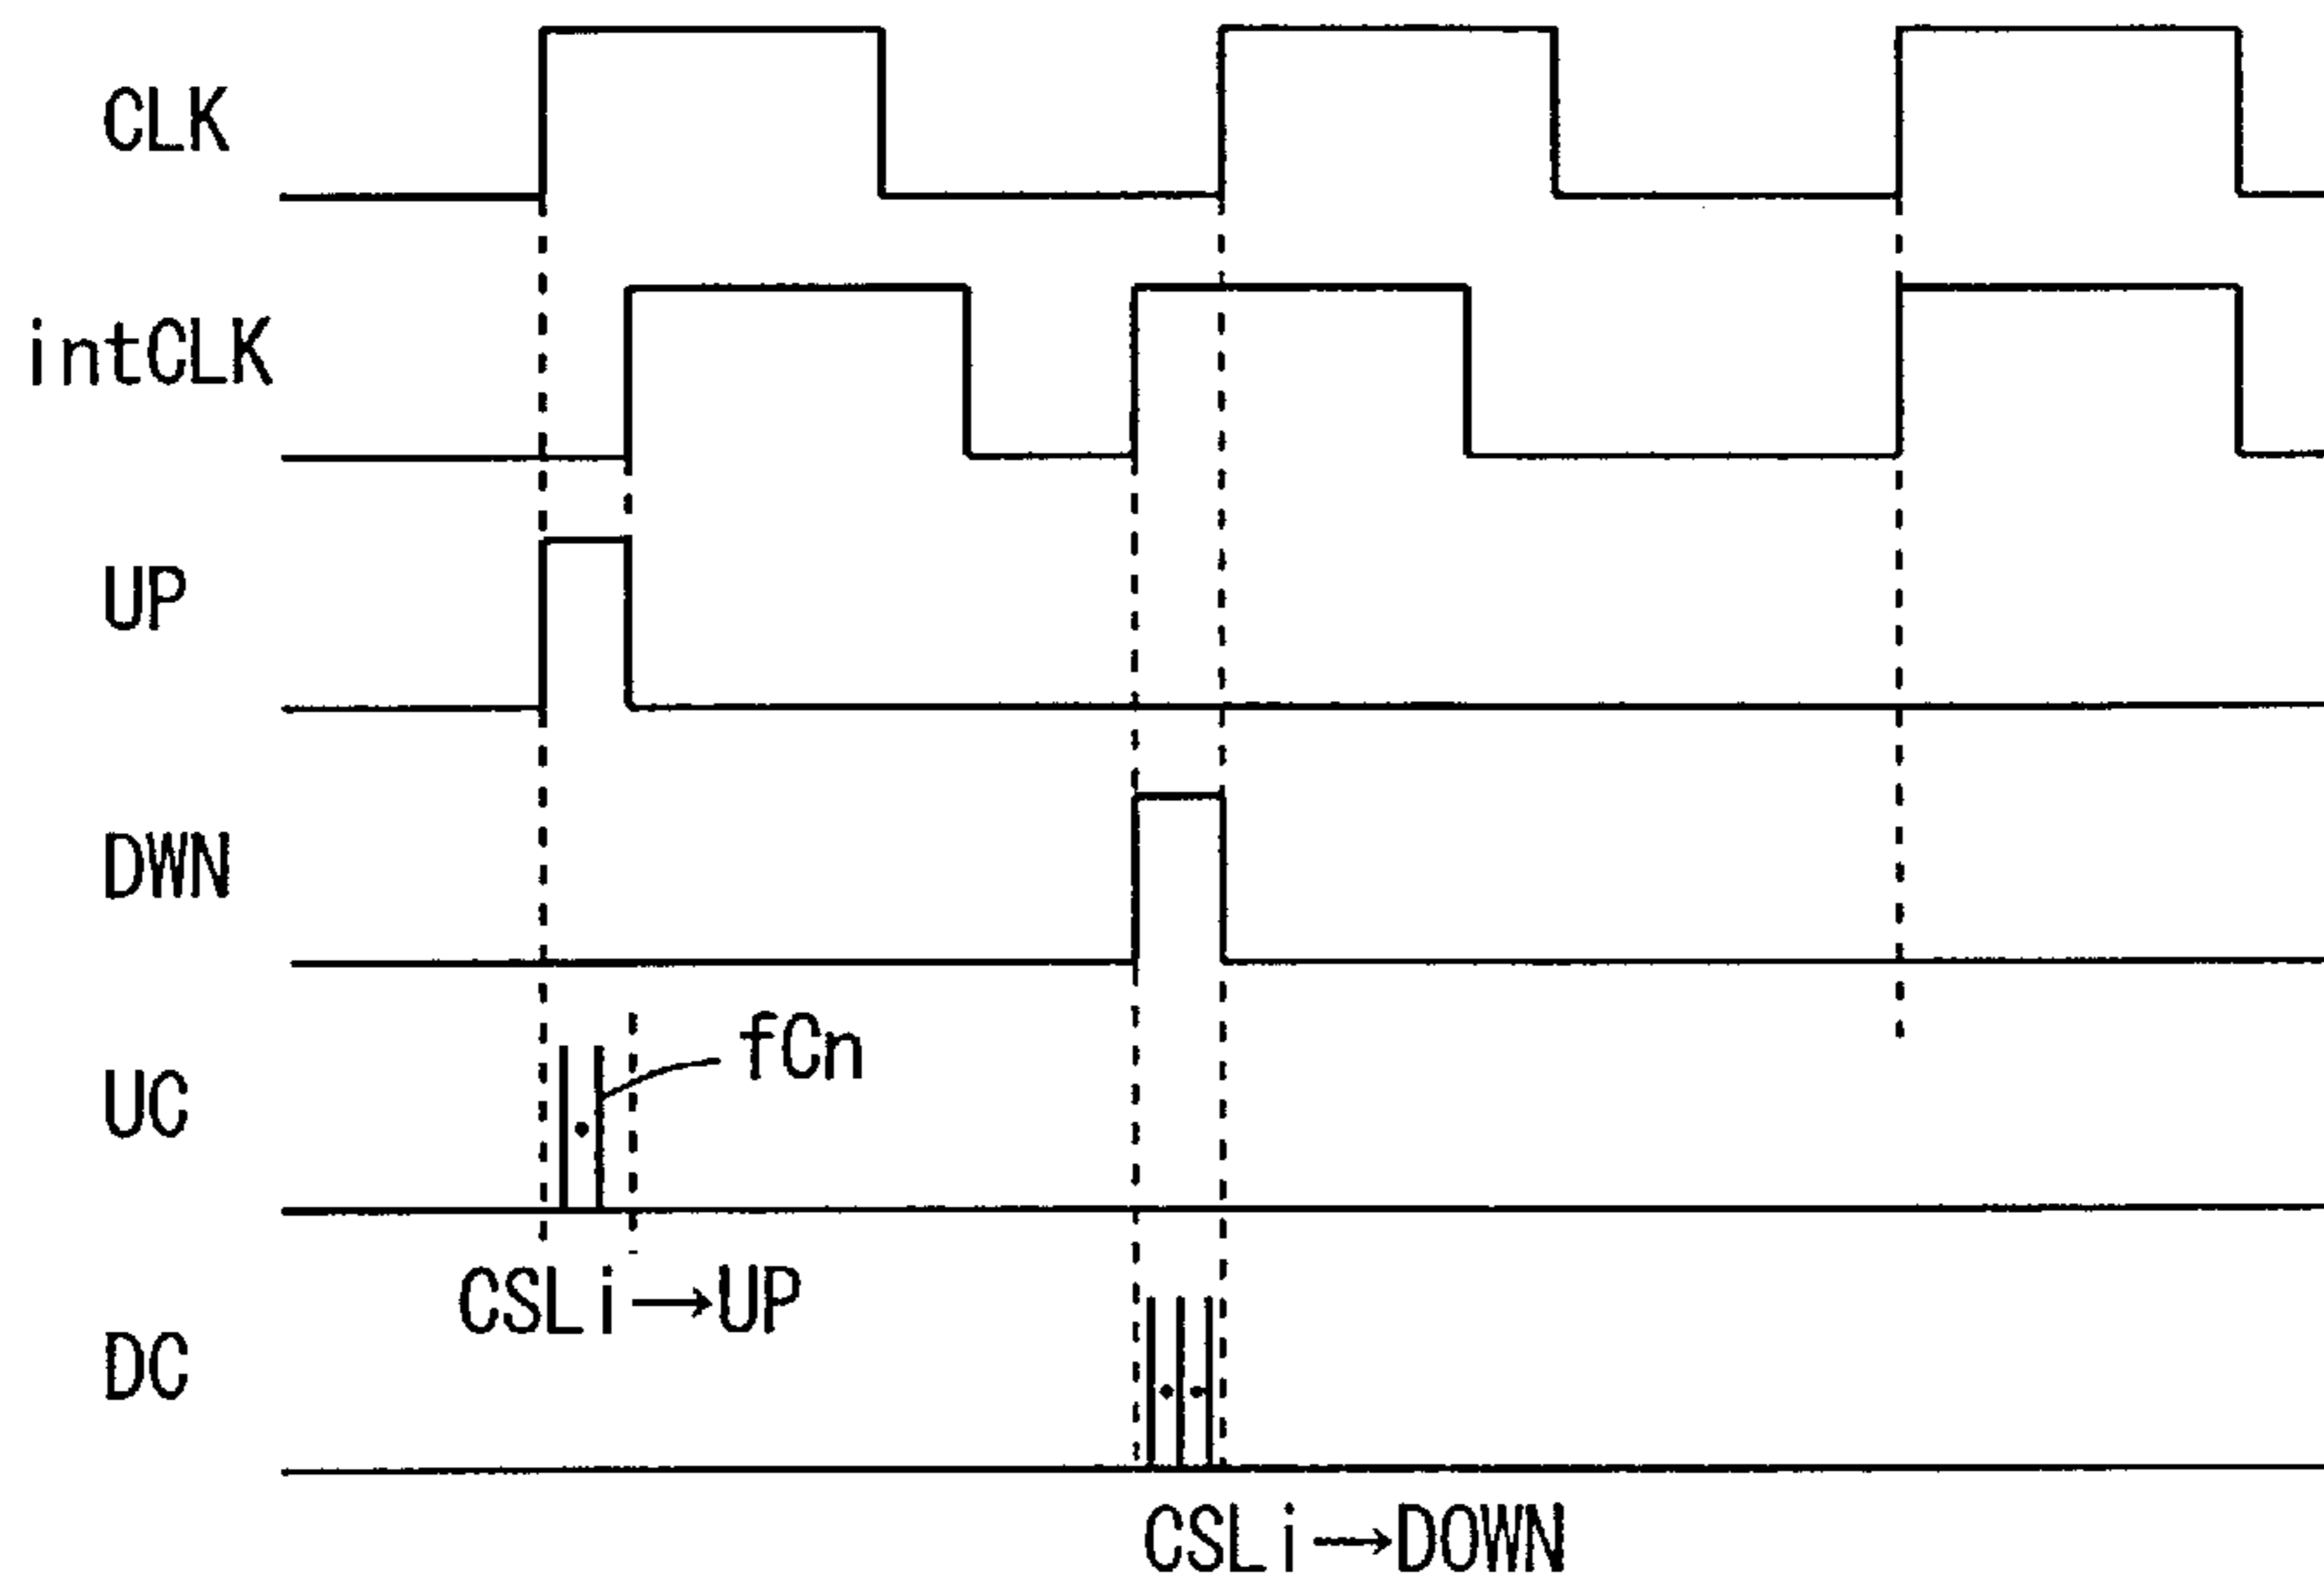 CLK
intCLK
UP
DWN
fCn
UC
CSLi→UP
DC
CSLi→DOWN